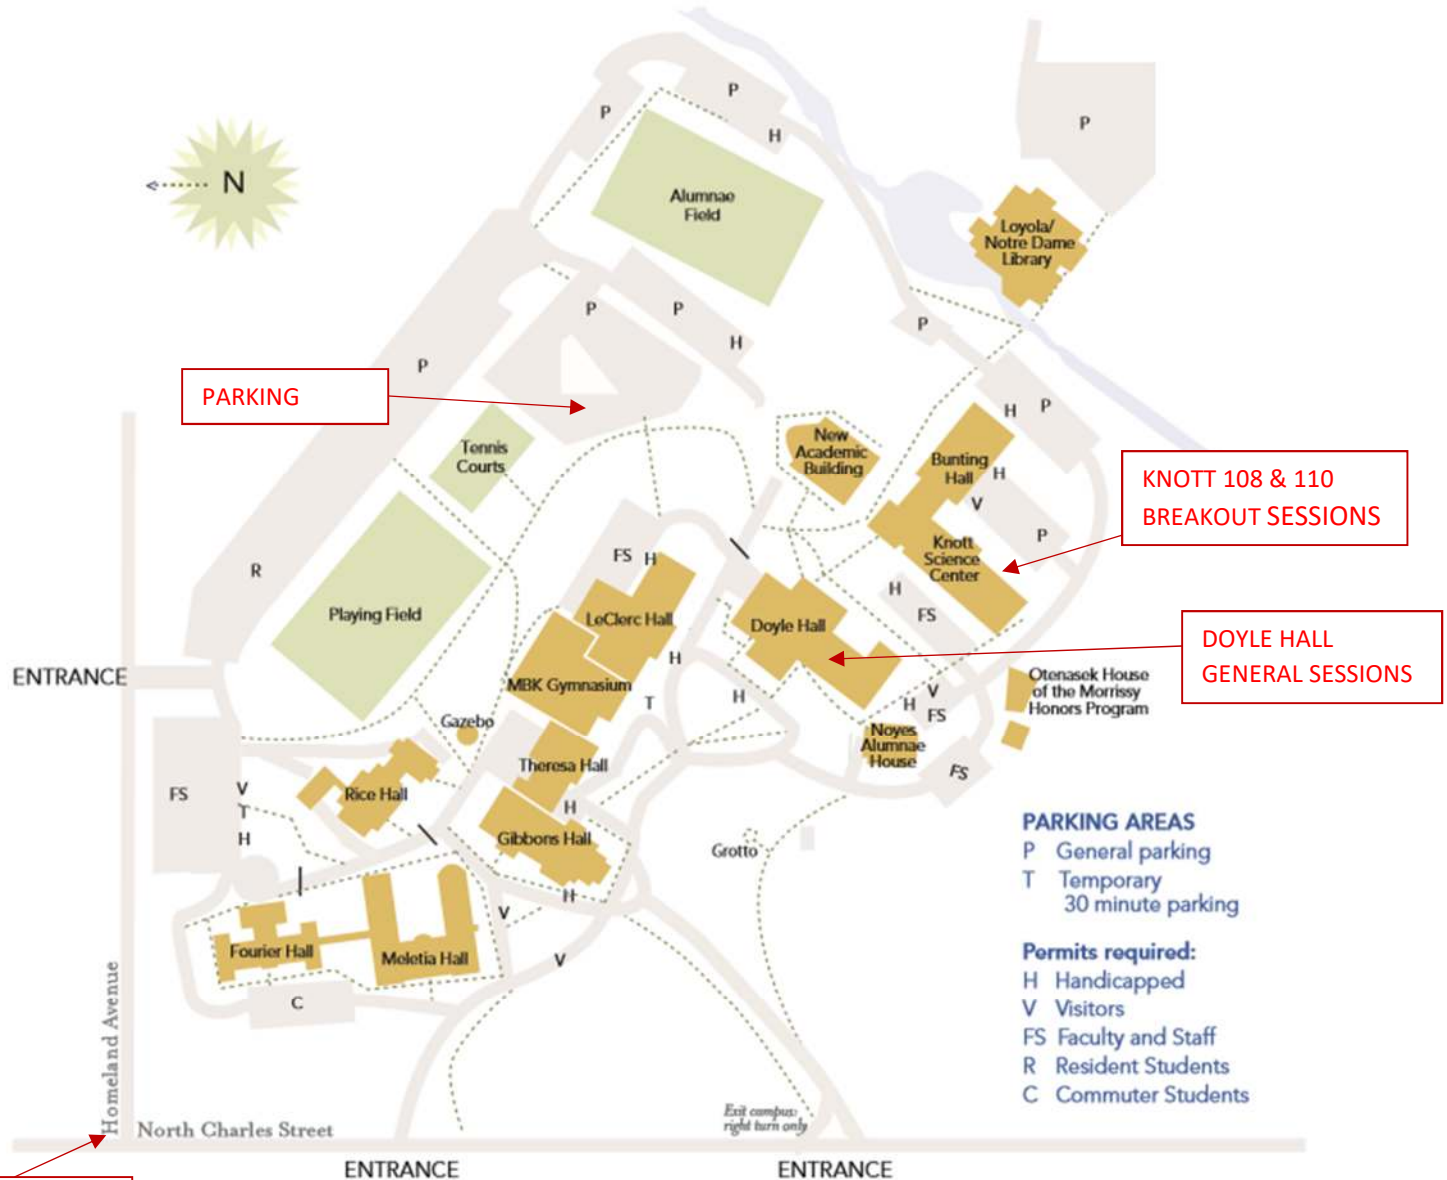 P
P
H
P
N
Alumnae
Field
Loyola/
Notre Dame
Library
P
P
H
P
P
PARKING
Tennis
Courts
New
Academic
Building
H
P
Bunting
Hall
H
V
P
KNOTT 108 & 110
BREAKOUT SESSIONS
Knott
Science
Center
R
Playing Field
FS
H
LeClerc Hall
Doyle Hall
H
FS
DOYLE HALL
GENERAL SESSIONS
ENTRANCE
MBK Gymnasium
H
T
H
V
H
FS
Otenasek House
of the Morrissy
Honors Program
Gazebo
Noyes
Alumnae
House
FS
Theresa Hall
FS
V
T
H
Rice Hall
H
Gibbons Hall
H
Grotto
V
V
Fourier Hall
Meletia Hall
C
PARKING AREAS
P General parking
T Temporary
30 minute parking
Permits required:
H Handicapped
V Visitors
FS Faculty and Staff
R Resident Students
C Commuter Students
Homeland Avenue
North Charles Street
Exit campus:
right turn only
ENTRANCE
ENTRANCE